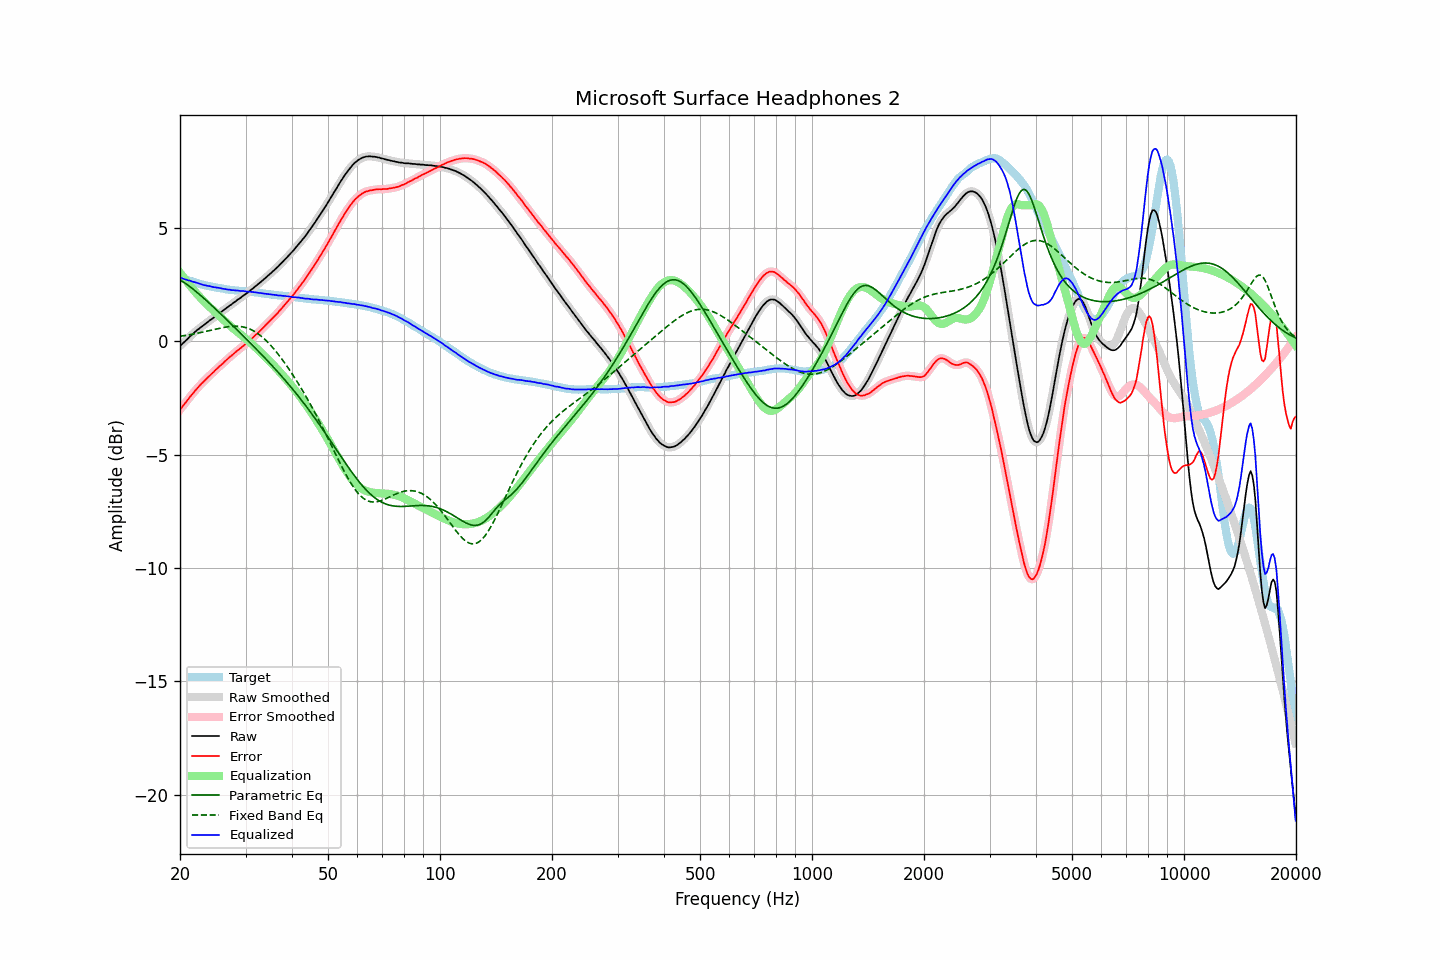 Microsoft Surface Headphones 2
Amplitude (dBr)
5
0
−5
−10
−15
−20
Target
Raw Smoothed
Error Smoothed
Raw
Error
Equalization
Parametric Eq
Fixed Band Eq
Equalized
20 50 100 200 500 1000 2000 5000 10000 20000
Frequency (Hz)